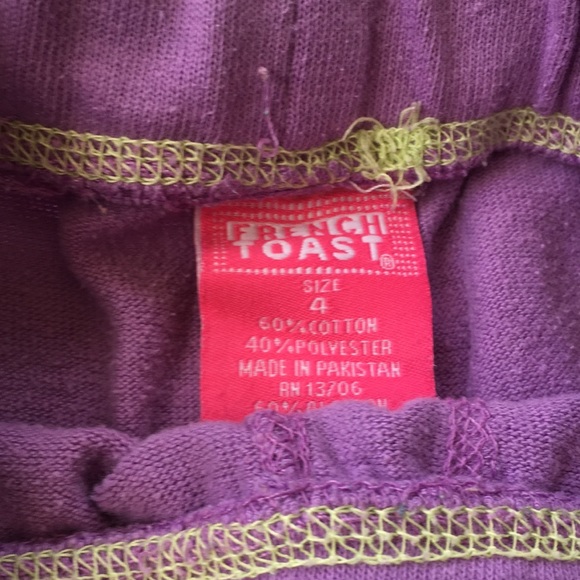 FRENCH
TOAST®
SIZE
4
60%COTTON
40%POLYESTER
MADE IN PAKISTAN
RN 13706